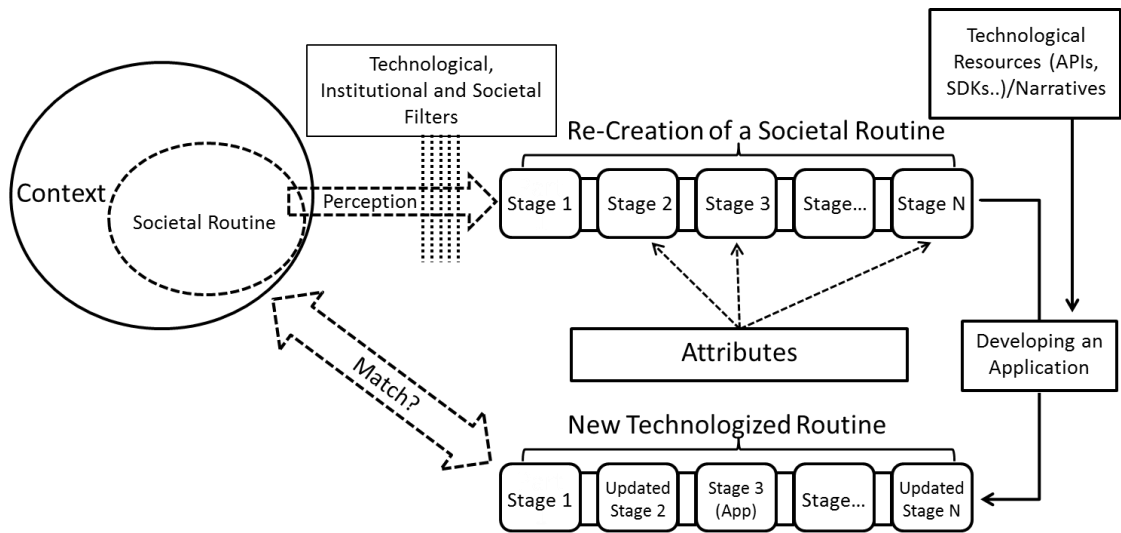 Technological
Resources (APIs,
SDKs..)/Narratives
Technological,
Institutional and Societal
Filters
Re-Creation of a Societal Routine
Context
Societal Routine
Perception
Stage 1
Stage 2
Stage 3
Stage...
Stage N
Attributes
Developing an
Application
Match?
New Technologized Routine
Stage 1
Updated
Stage 2
Stage 3
(App)
Stage...
Updated
Stage N